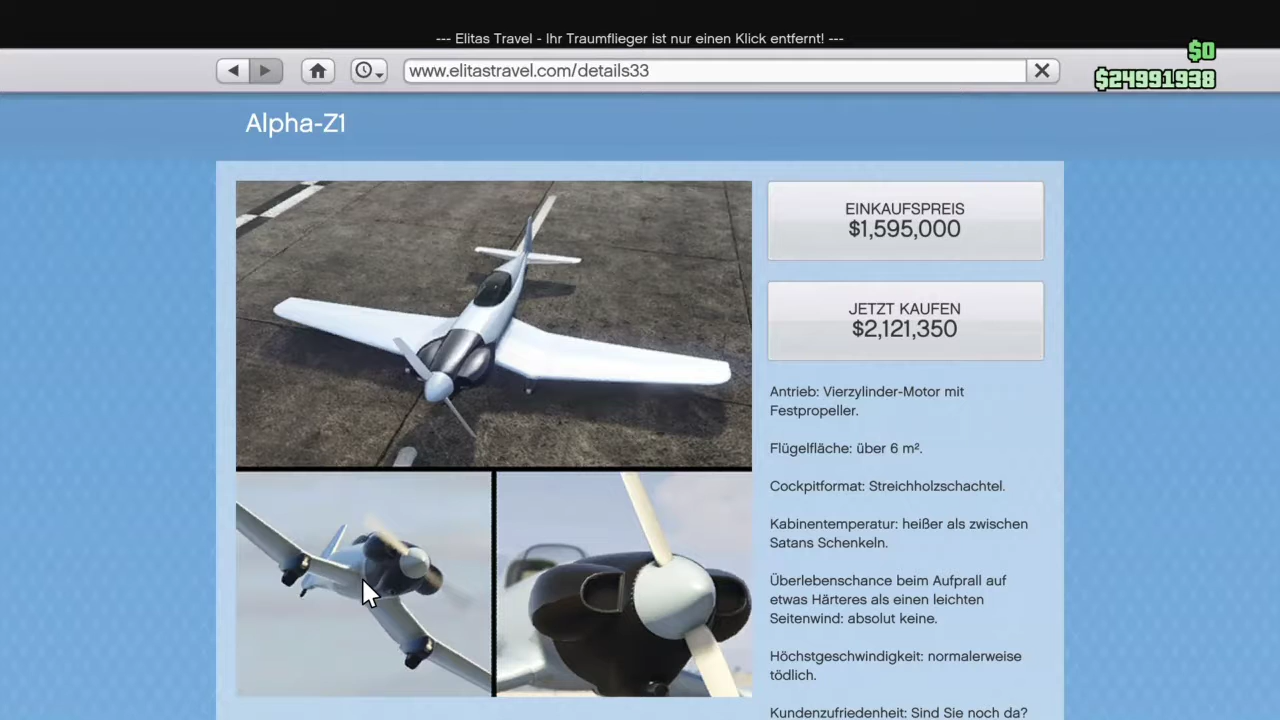 --- Elitas Travel - Ihr Traumflieger ist nur einen Klick entfernt! ---
$0
www.elitastravel.com/details33
$24991938
Alpha-Z1
EINKAUFSPREIS
$1,595,000
JETZT KAUFEN
$2,121,350
Antrieb: Vierzylinder-Motor mit
Festpropeller.
Flügelfläche: über 6 m².
Cockpitformat: Streichholzschachtel.
Kabinentemperatur: heißer als zwischen
Satans Schenkeln.
Überlebenschance beim Aufprall auf
etwas Härteres als einen leichten
Seitenwind: absolut keine.
Höchstgeschwindigkeit: normalerweise
tödlich.
Kundenzufriedenheit: Sind Sie noch da?